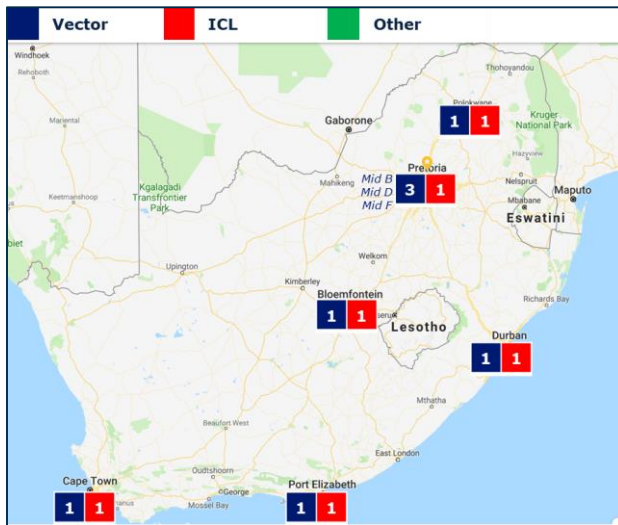 Vector ICL Other
Windhoek
Rehoboth
Thohoyandou
Polokwane
1 1
Kruger
National Park
Mariental
Gaborone
Hazyview
Pretoria
Mid B
Mid D
Mid F
3 1
Mahikeng
Nelspruit
Kgalagadi
Transfrontier
Park
Keetmanshoop
Mbabane
Maputo
Eswatini
Welkom
Upington
Kimberley
Bloemfontein
1 1
Lesotho
Richards Bay
Durban
1 1
Mthatha
Beaufort West
East London
Cape Town
1 1
Oudtshoorn
George
Mossel Bay
Port Elizabeth
1 1